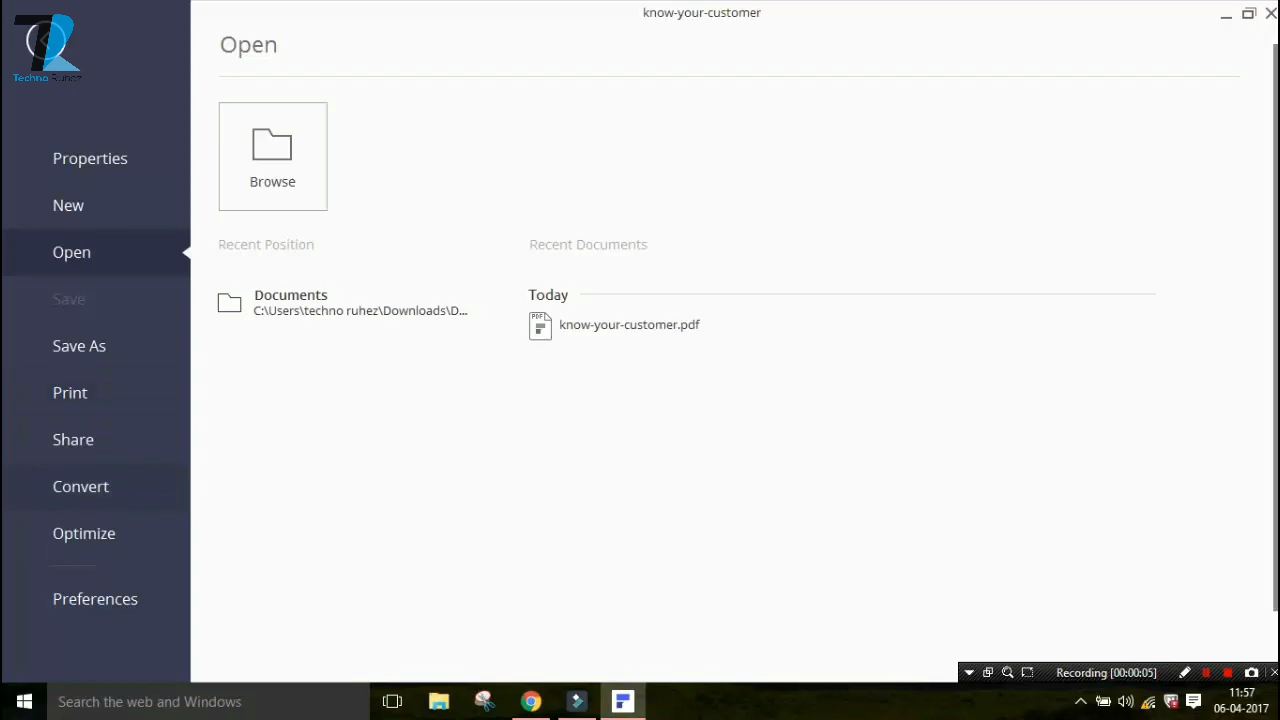 know-your-customer
Techno Ruhez
Open
Properties
New
Open
Save
Save As
Print
Share
Convert
Optimize
Preferences
Browse
Recent Position
Documents
C:\Users\techno ruhez\Downloads\D...
Recent Documents
Today
PDF
know-your-customer.pdf
Recording [00:00:05]
Search the web and Windows
11:57
06-04-2017